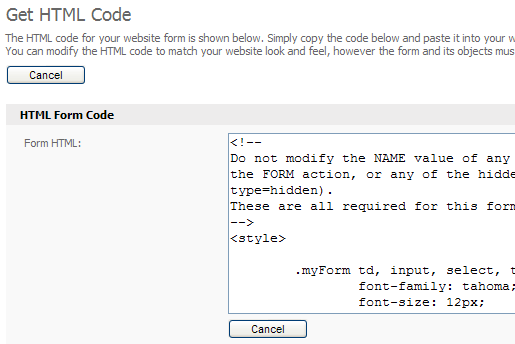 Get HTML Code
The HTML code for your website form is shown below. Simply copy the code below and paste it into your
You can modify the HTML code to match your website look and feel, however the form and its objects
Cancel
HTML Form Code
Form HTML:
<!--
Do not modify the NAME value of any
the FORM action, or any of the
type=hidden).
These are all required for this
-->
<style>
.myForm td, input, select,
font-family: tahoma;
font-size: 12px;
Cancel